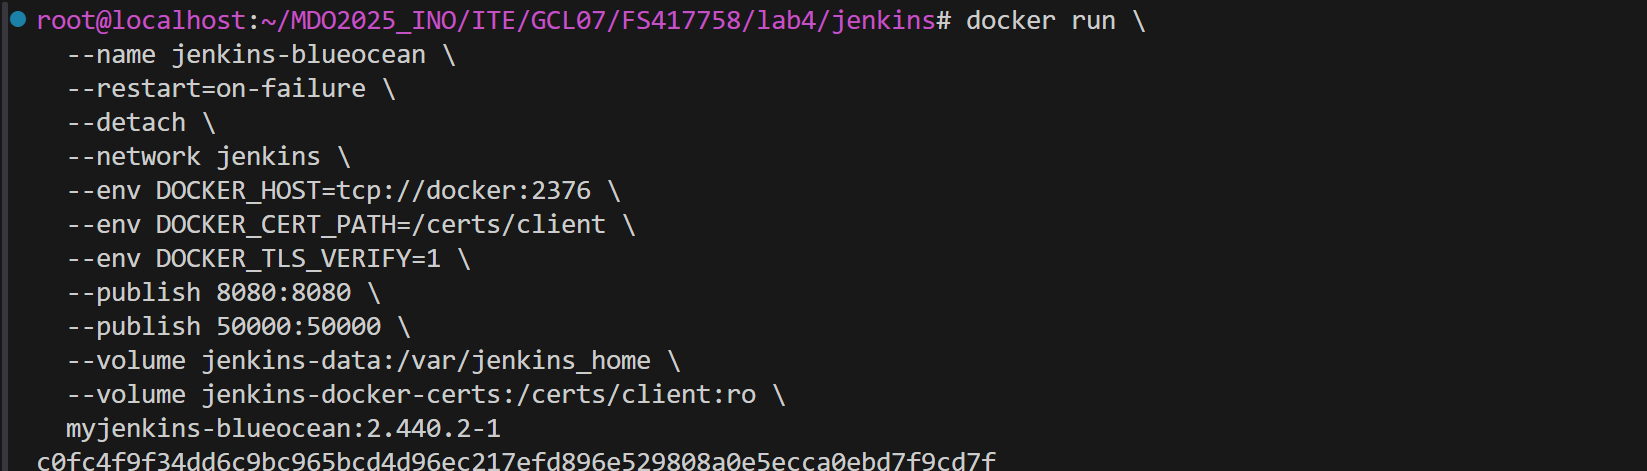 root@localhost:~/MDO2025_INO/ITE/GCL07/FS417758/lab4/jenkins# docker run \
--name jenkins-blueocean \
--restart=on-failure \
--detach \
--network jenkins \
--env DOCKER_HOST=tcp://docker:2376 \
--env DOCKER_CERT_PATH=/certs/client \
--env DOCKER_TLS_VERIFY=1 \
--publish 8080:8080 \
--publish 50000:50000 \
--volume jenkins-data:/var/jenkins_home \
--volume jenkins-docker-certs:/certs/client:ro \
myjenkins-blueocean:2.440.2-1
c0fc4f9f34dd6c9bc965bcd4d96ec217efd896e529808a0e5ecca0ebd7f9cd7f